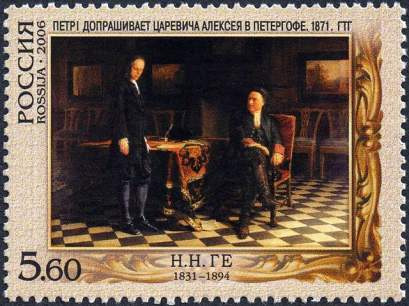 ПЕТР I ДОПРАШИВАЕТ ЦАРЕВИЧА АЛЕКСЕЯ В ПЕТЕРГОФЕ. 1871. ГТГ
РОССИЯ
ROSSIJA • 2006
Н.Н. ГЕ
1831–1894
5.60